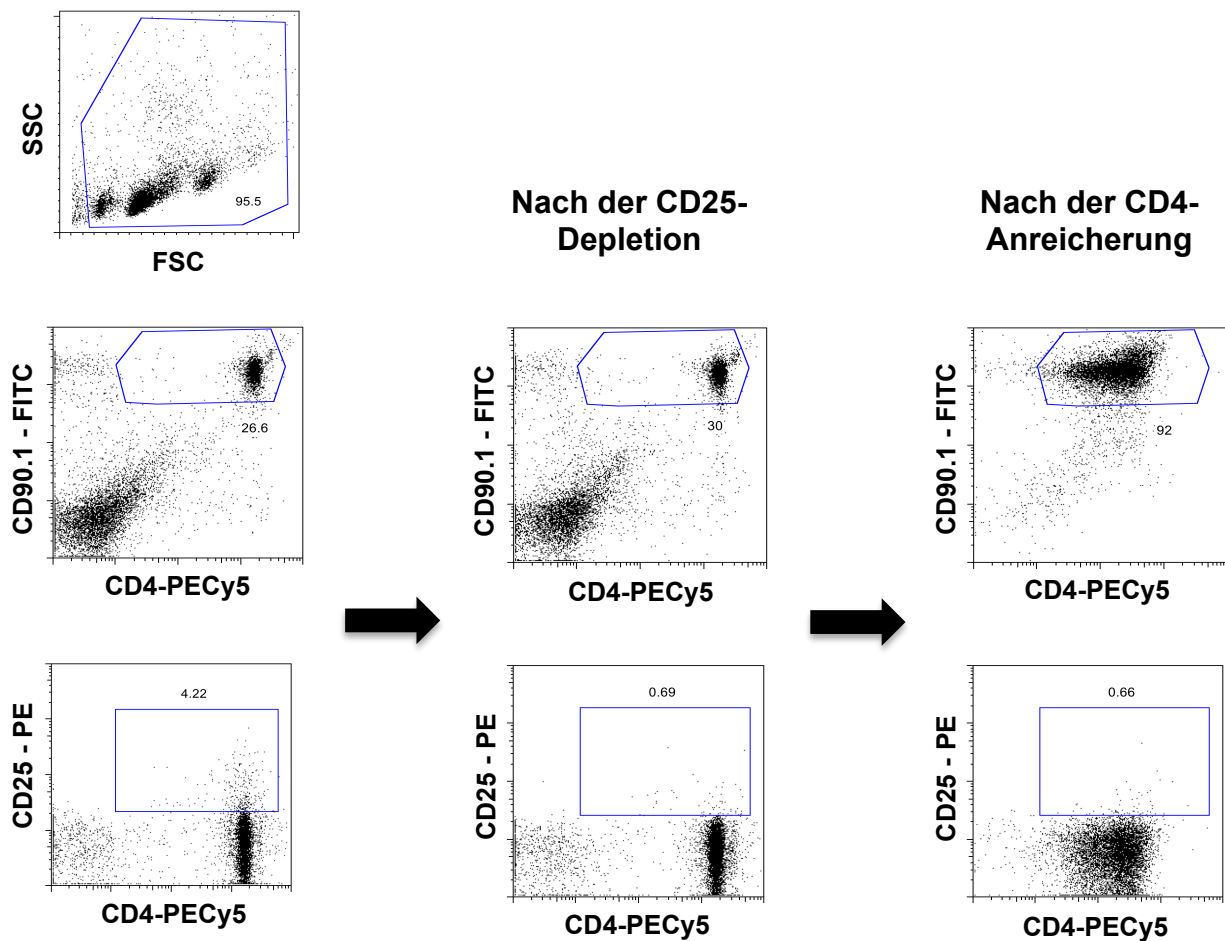 SSC
95.5
FSC
Nach der CD25-
Depletion
Nach der CD4-
Anreicherung
CD90.1 - FITC
26.6
CD4-PECy5
CD90.1 - FITC
30
CD4-PECy5
CD90.1 - FITC
92
CD4-PECy5
CD25 - PE
4.22
CD4-PECy5
CD25 - PE
0.69
CD4-PECy5
CD25 - PE
0.66
CD4-PECy5